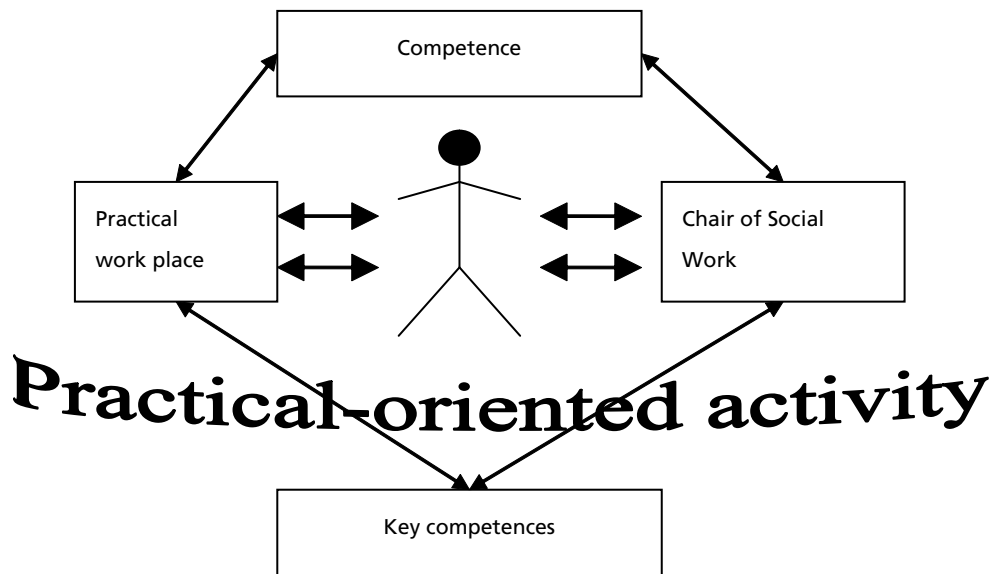 Competence
Practical
work place
Chair of Social
Work
Practical-oriented activity
Key competences